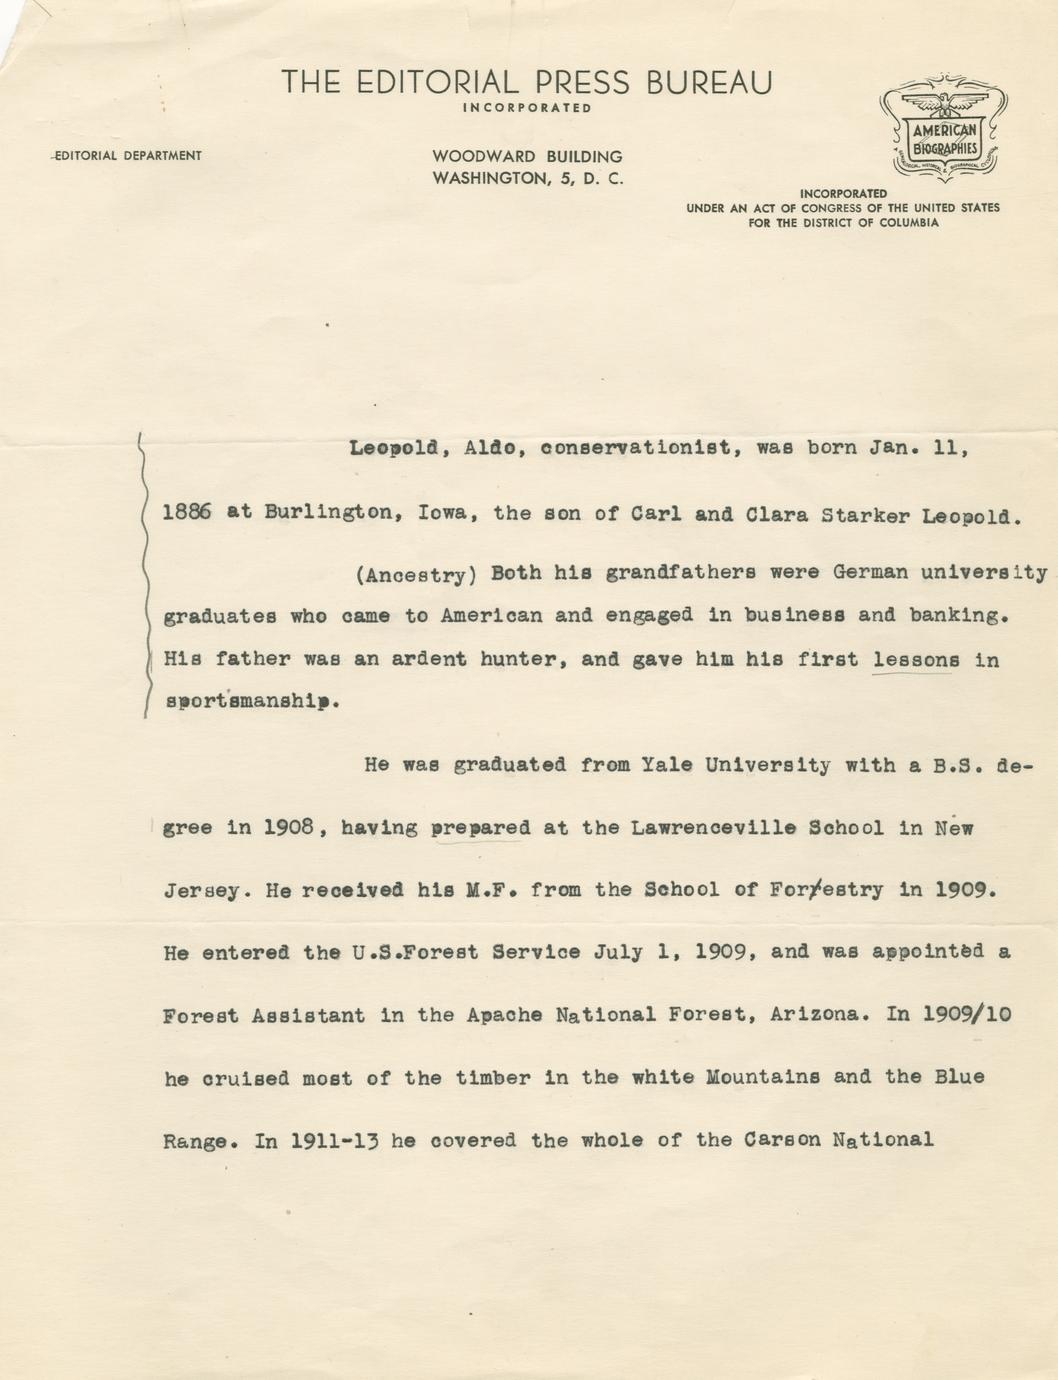 THE EDITORIAL PRESS BUREAU
INCORPORATED
EDITORIAL DEPARTMENT
WOODWARD BUILDING
WASHINGTON, 5, D. C.
AMERICAN
BIOGRAPHIES
INCORPORATED
UNDER AN ACT OF CONGRESS OF THE UNITED STATES
FOR THE DISTRICT OF COLUMBIA
Leopold, Aldo, conservationist, was born Jan. 11,
1886 at Burlington, Iowa, the son of Carl and Clara Starker Leopold.
(Ancestry) Both his grandfathers were German university
graduates who came to American and engaged in business and banking.
His father was an ardent hunter, and gave him his first lessons in
sportsmanship.
He was graduated from Yale University with a B.S. de-
gree in 1908, having prepared at the Lawrenceville School in New
Jersey. He received his M.F. from the School of For/estry in 1909.
He entered the U.S.Forest Service July 1, 1909, and was appointed a
Forest Assistant in the Apache National Forest, Arizona. In 1909/10
he cruised most of the timber in the white Mountains and the Blue
Range. In 1911-13 he covered the whole of the Carson National